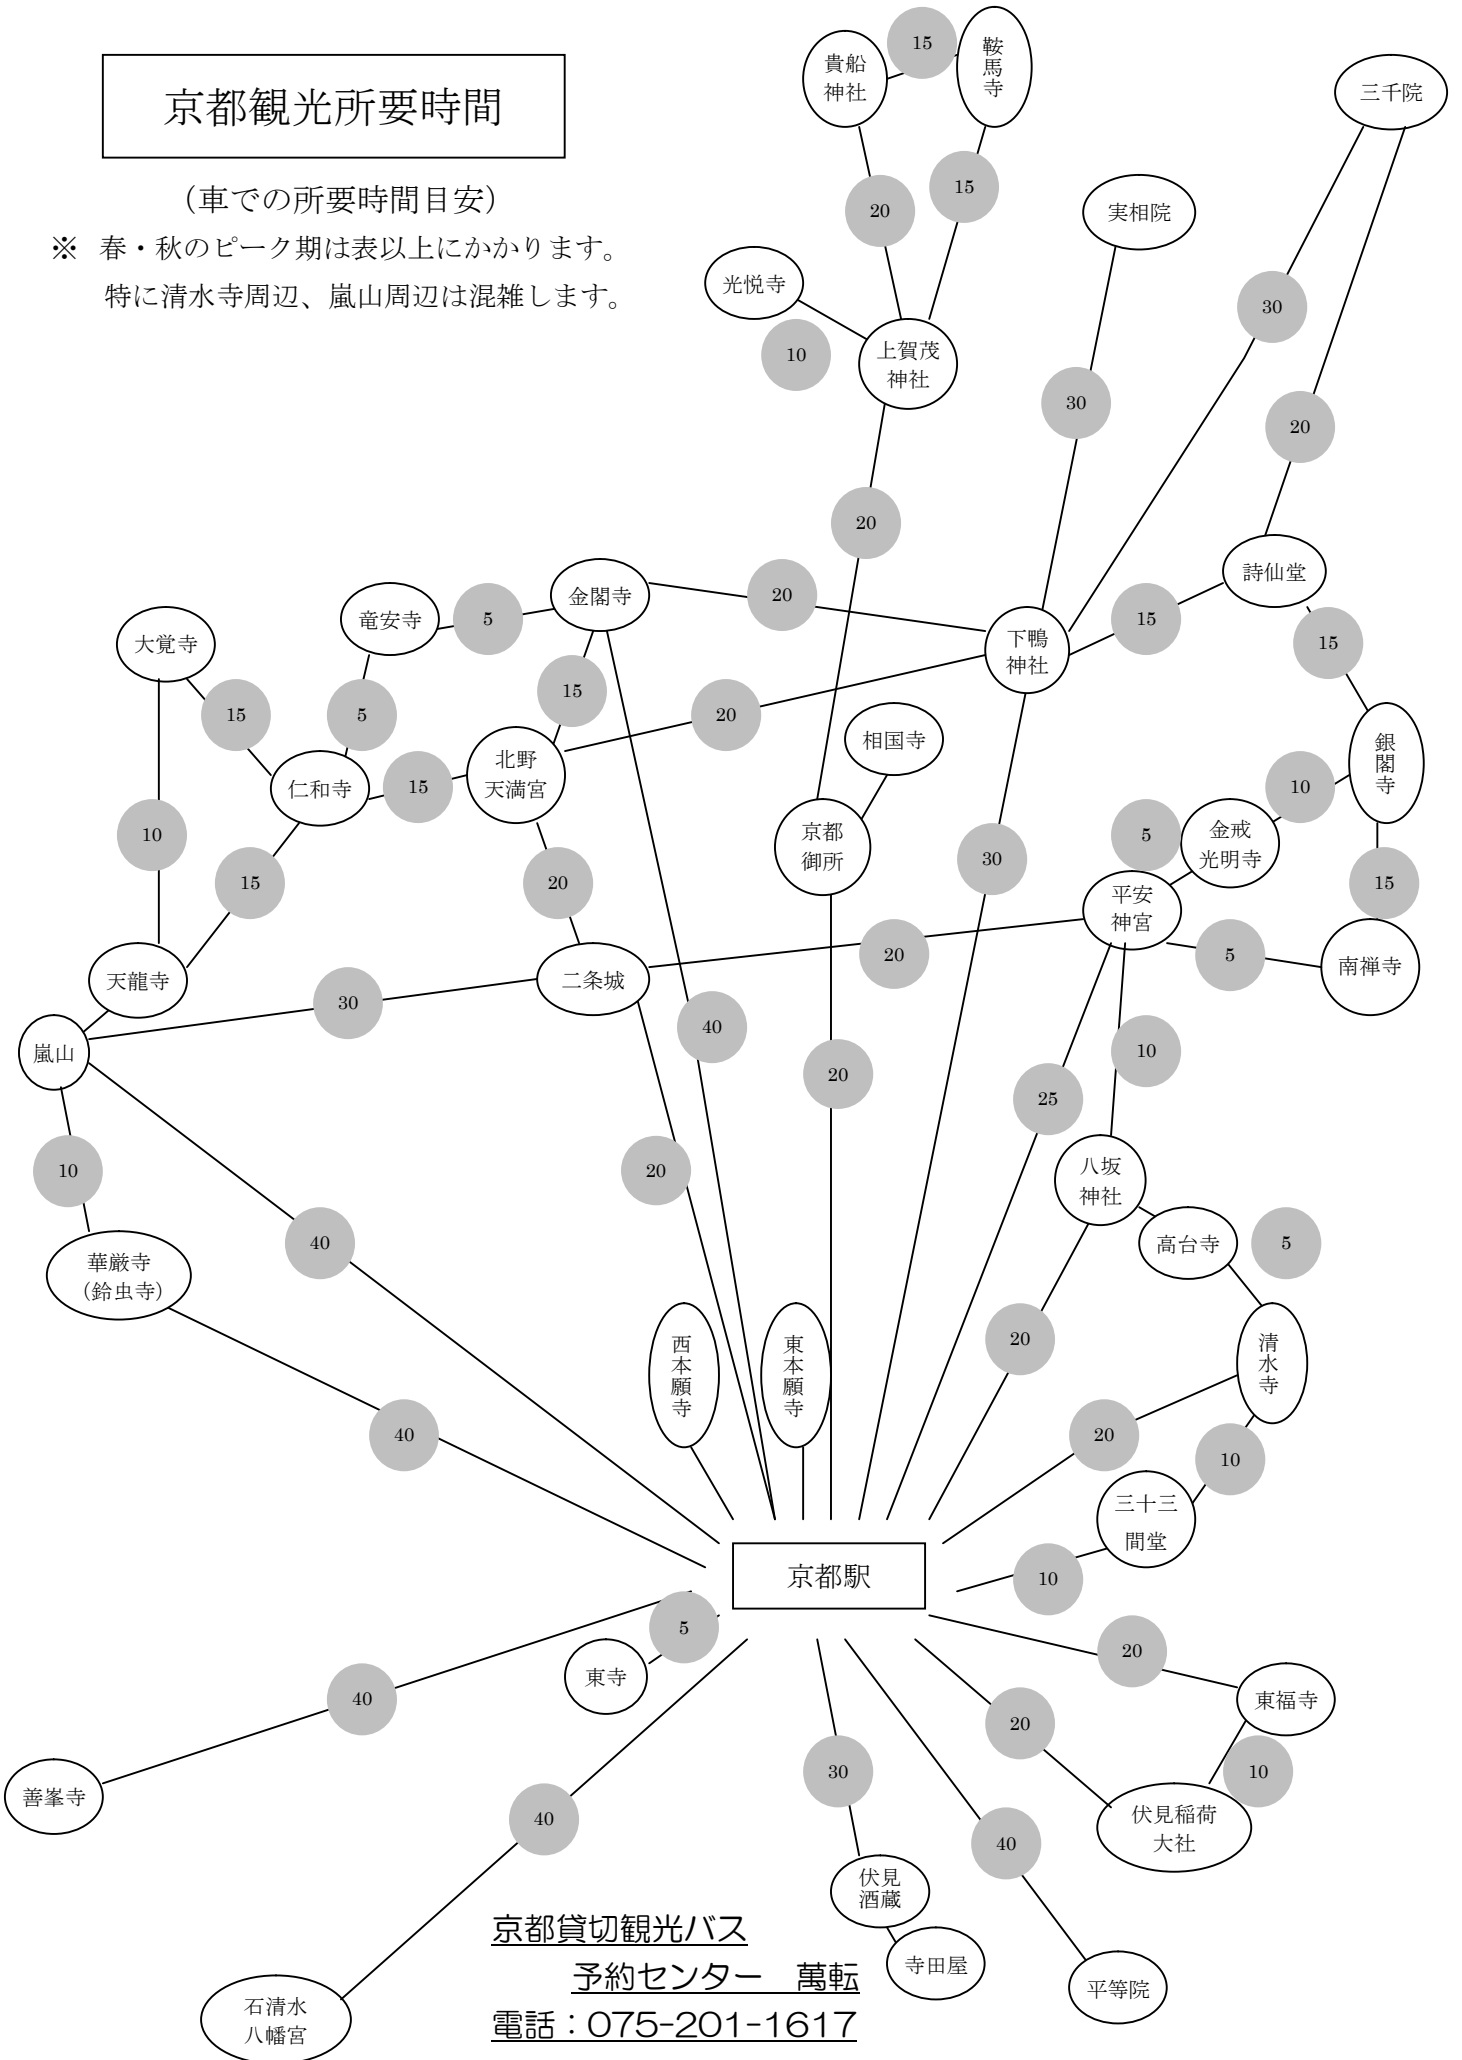 京都観光所要時間
（車での所要時間目安）
※ 春・秋のピーク期は表以上にかかります。
特に清水寺周辺、嵐山周辺は混雑します。
貴船
神社
15
鞍馬寺
三千院
20
15
実相院
光悦寺
10
上賀茂
神社
30
30
20
20
金閣寺
20
詩仙堂
竜安寺
5
大覚寺
下鴨
神社
15
15
15
5
15
20
相国寺
北野
天満宮
仁和寺
15
銀閣寺
10
10
京都
御所
5
金戒
光明寺
30
15
20
15
平安
神宮
20
5
南禅寺
天龍寺
二条城
30
40
嵐山
20
10
25
10
20
八坂
神社
高台寺
5
40
華厳寺
（鈴虫寺）
20
清水寺
西本願寺
東本願寺
40
20
10
三十三
間堂
京都駅
10
5
東寺
20
40
東福寺
20
善峯寺
30
10
40
伏見稲荷
大社
40
伏見
酒蔵
寺田屋
平等院
石清水
八幡宮
京都貸切観光バス
予約センター　萬転
電話：075-201-1617